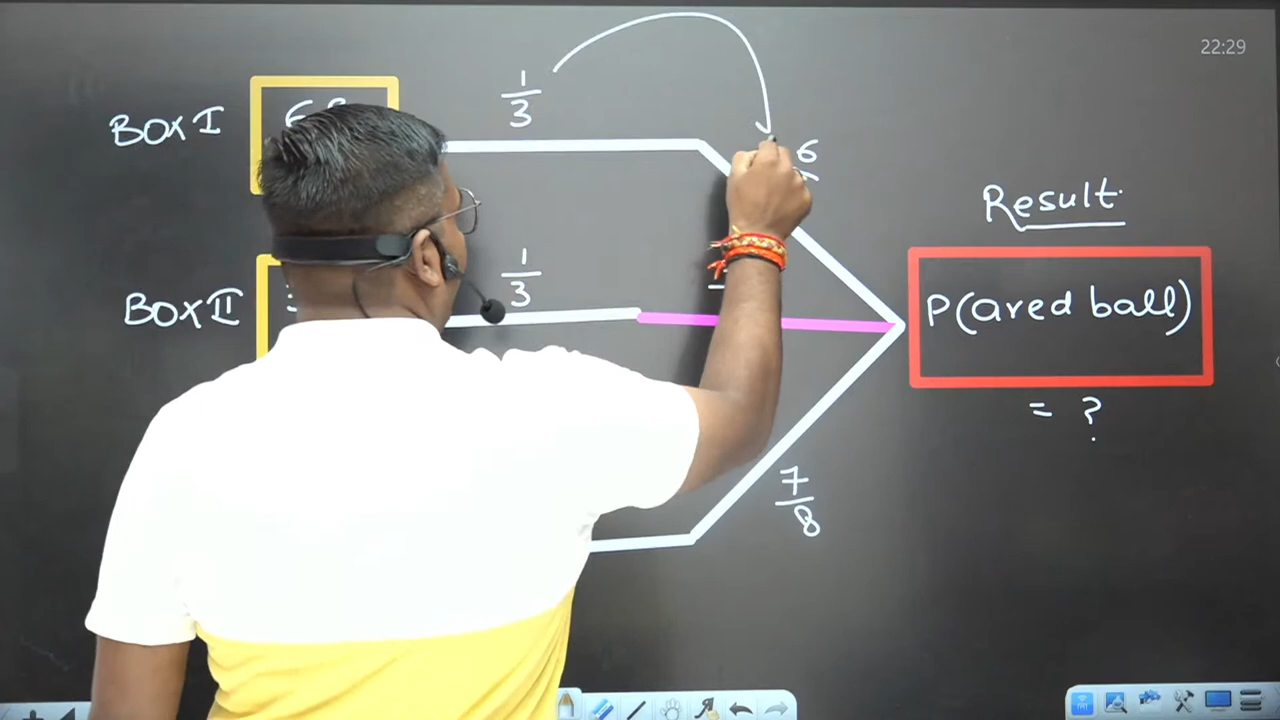 22:29
Box I
1/3
6
Result
Box II
1/3
P(a red ball)
= ?
7/8